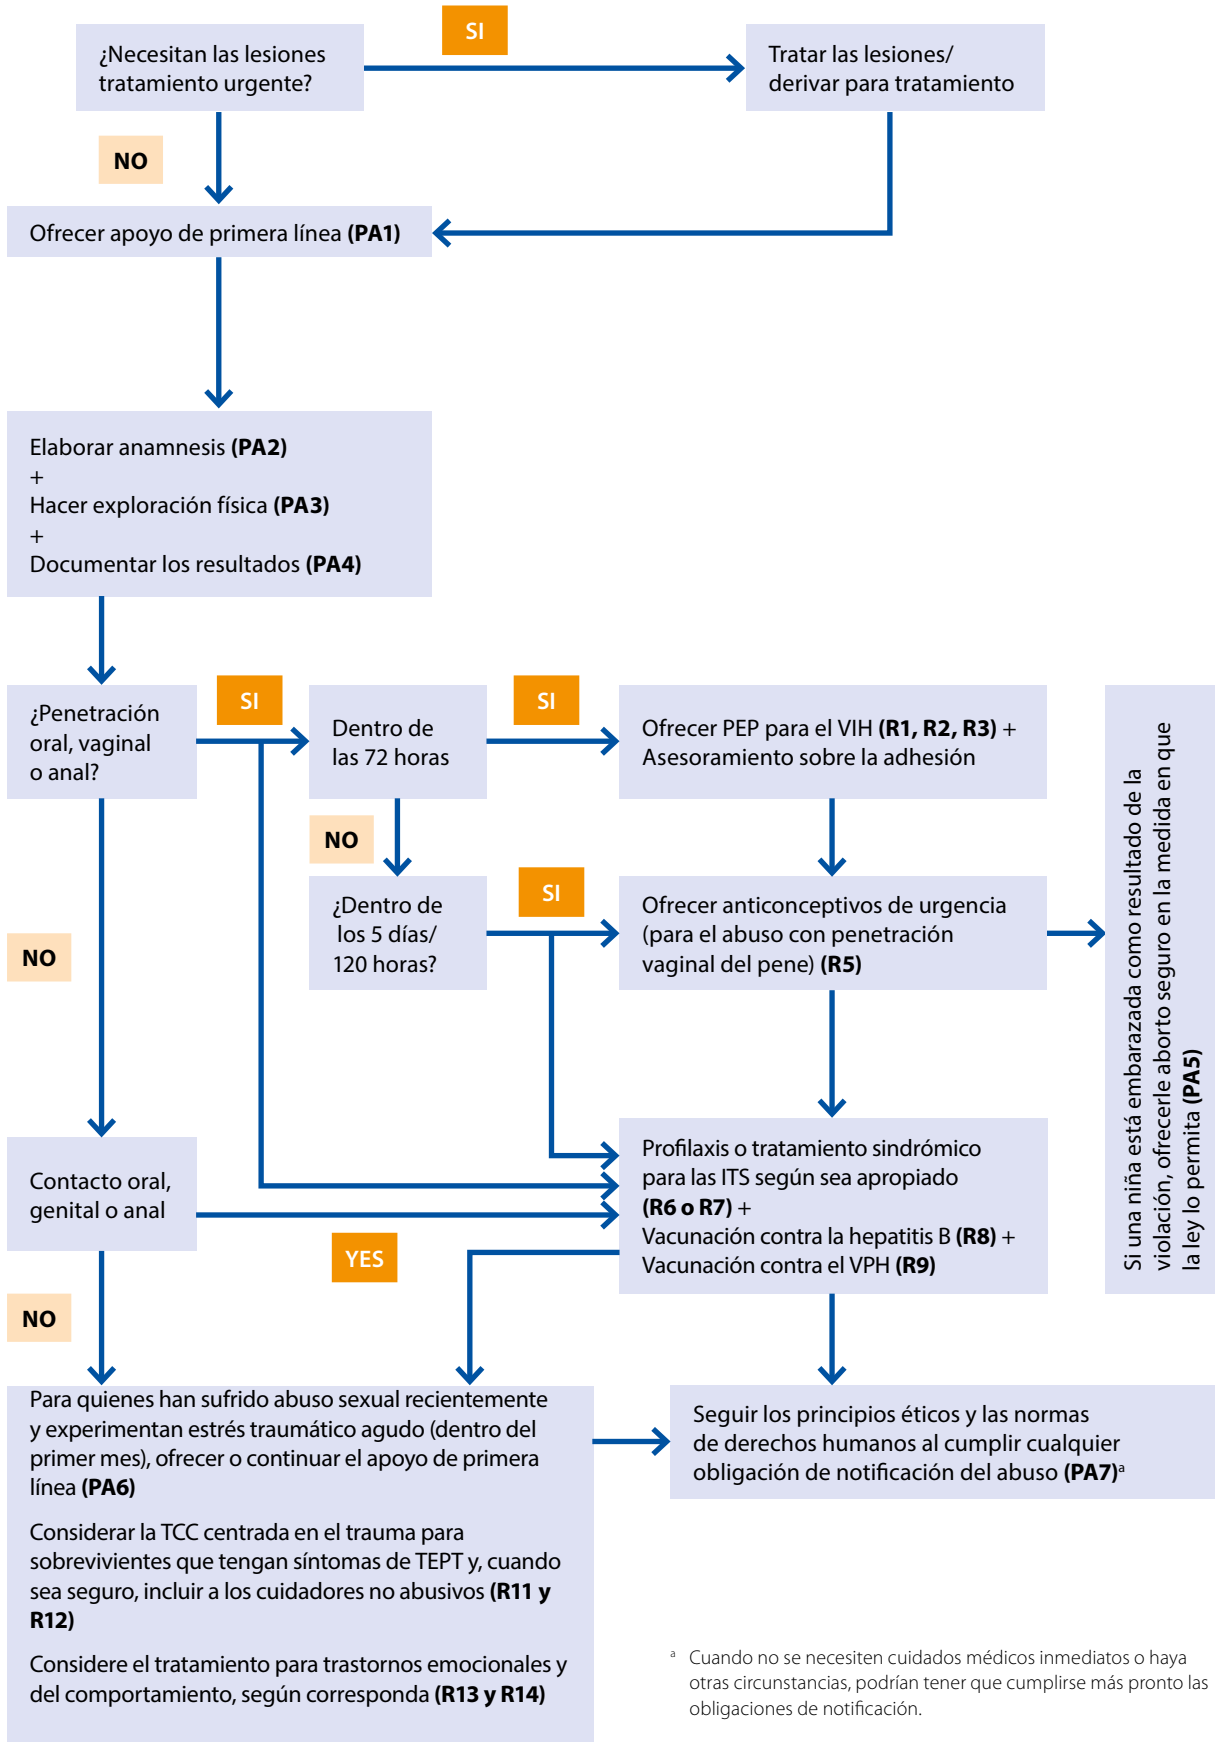 ¿Necesitan las lesiones
tratamiento urgente?
SI
Tratar las lesiones/
derivar para tratamiento
NO
Ofrecer apoyo de primera línea (PA1)
Elaborar anamnesis (PA2)
+
Hacer exploración física (PA3)
+
Documentar los resultados (PA4)
¿Penetración
oral, vaginal
o anal?
SI
Dentro de
las 72 horas
SI
Ofrecer PEP para el VIH (R1, R2, R3) +
Asesoramiento sobre la adhesión
NO
¿Dentro de
los 5 días/
120 horas?
SI
Ofrecer anticonceptivos de urgencia
(para el abuso con penetración
vaginal del pene) (R5)
Si una niña está embarazada como resultado de la
violación, ofrecerle aborto seguro en la medida en que
la ley lo permita (PA5)
NO
Contacto oral,
genital o anal
YES
Profilaxis o tratamiento sindrómico
para las ITS según sea apropiado
(R6 o R7) +
Vacunación contra la hepatitis B (R8) +
Vacunación contra el VPH (R9)
NO
Para quienes han sufrido abuso sexual recientemente
y experimentan estrés traumático agudo (dentro del
primer mes), ofrecer o continuar el apoyo de primera
línea (PA6)
Considerar la TCC centrada en el trauma para
sobrevivientes que tengan síntomas de TEPT y, cuando
sea seguro, incluir a los cuidadores no abusivos (R11 y
R12)
Considere el tratamiento para trastornos emocionales y
del comportamiento, según corresponda (R13 y R14)
Seguir los principios éticos y las normas
de derechos humanos al cumplir cualquier
obligación de notificación del abuso (PA7)ª
ª Cuando no se necesiten cuidados médicos inmediatos o haya
otras circunstancias, podrían tener que cumplirse más pronto las
obligaciones de notificación.